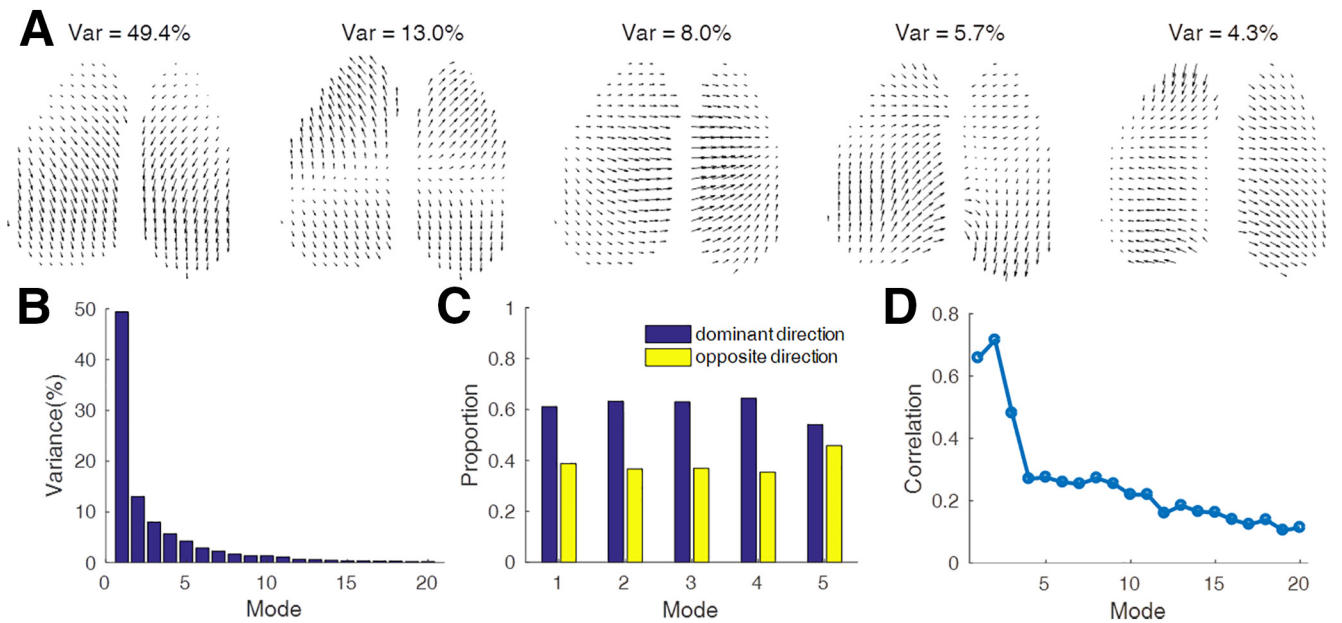 A
Var = 49.4%
Var = 13.0%
Var = 8.0%
Var = 5.7%
Var = 4.3%
B
50
40
30
20
10
0
Variance(%)
0
5
10
15
20
Mode
C
1
0.8
0.6
0.4
0.2
0
Proportion
dominant direction
opposite direction
1
2
3
4
5
Mode
D
0.8
0.6
0.4
0.2
0
Correlation
5
10
15
20
Mode